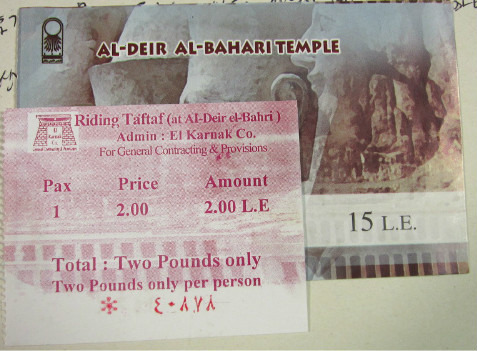 AL-DEIR AL-BAHARI TEMPLE
Riding Taftaf (at Al-Deir el-Bahri )
Admin : El Karnak Co.
For General Contracting & Provisions
Pax Price Amount
1 2.00 2.00 L.E
15 L.E.
Total : Two Pounds only
Two Pounds only per person
* ٤٠٨٧٨